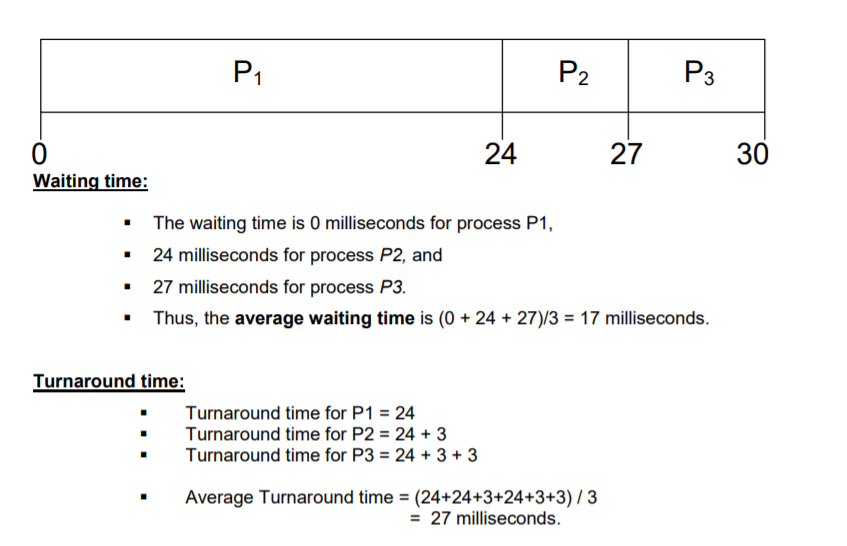 P₁ P₂ P₃
0 24 27 30
Waiting time:
▪ The waiting time is 0 milliseconds for process P1,
▪ 24 milliseconds for process P2, and
▪ 27 milliseconds for process P3.
▪ Thus, the average waiting time is (0 + 24 + 27)/3 = 17 milliseconds.
Turnaround time:
▪ Turnaround time for P1 = 24
▪ Turnaround time for P2 = 24 + 3
▪ Turnaround time for P3 = 24 + 3 + 3
▪ Average Turnaround time = (24+24+3+24+3+3) / 3
= 27 milliseconds.